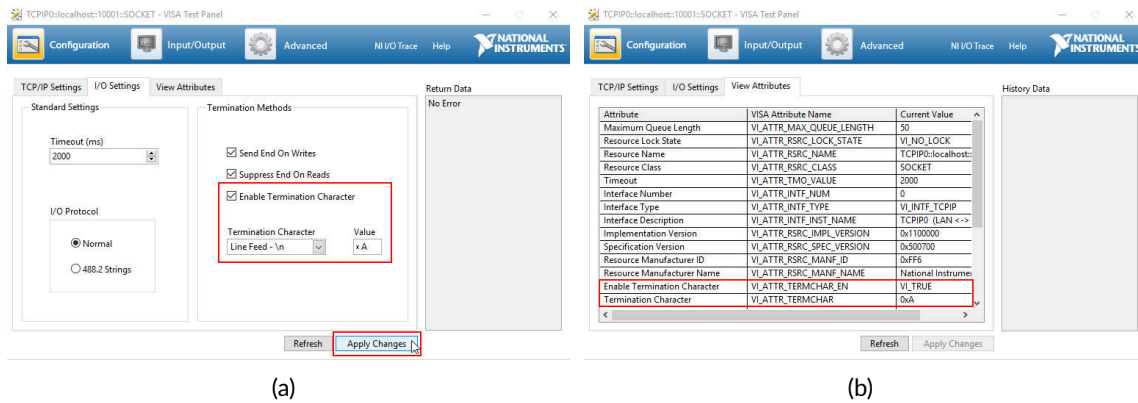 TCPIP0::localhost::10001::SOCKET - VISA Test Panel
Configuration Input/Output Advanced NI I/O Trace Help NATIONAL INSTRUMENTS
TCP/IP Settings I/O Settings View Attributes
Return Data
Standard Settings
Termination Methods
No Error
Timeout (ms)
2000
Send End On Writes
Suppress End On Reads
Enable Termination Character
I/O Protocol
Normal
488.2 Strings
Termination Character Value
Line Feed - \n x A
Refresh Apply Changes
(a)
TCPIP0::localhost::10001::SOCKET - VISA Test Panel
Configuration Input/Output Advanced NI I/O Trace Help NATIONAL INSTRUMENTS
TCP/IP Settings I/O Settings View Attributes
History Data
Attribute VISA Attribute Name Current Value
Maximum Queue Length VI_ATTR_MAX_QUEUE_LENGTH 50
Resource Lock State VI_ATTR_RSRC_LOCK_STATE VI_NO_LOCK
Resource Name VI_ATTR_RSRC_NAME TCPIP0::localhost::
Resource Class VI_ATTR_RSRC_CLASS SOCKET
Timeout VI_ATTR_TMO_VALUE 2000
Interface Number VI_ATTR_INTF_NUM 0
Interface Type VI_ATTR_INTF_TYPE VI_INTF_TCPIP
Interface Description VI_ATTR_INTF_INST_NAME TCPIP0 (LAN <->
Implementation Version VI_ATTR_RSRC_IMPL_VERSION 0x1100000
Specification Version VI_ATTR_RSRC_SPEC_VERSION 0x500700
Resource Manufacturer ID VI_ATTR_RSRC_MANF_ID 0xFF6
Resource Manufacturer Name VI_ATTR_RSRC_MANF_NAME National Instrume
Enable Termination Character VI_ATTR_TERMCHAR_EN VI_TRUE
Termination Character VI_ATTR_TERMCHAR 0xA
Refresh Apply Changes
(b)